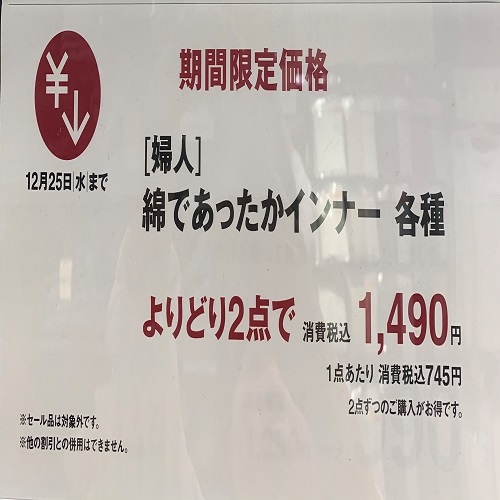 期間限定価格
¥↓
12月25日|水|まで
[婦人]
綿であったかインナー 各種
よりどり2点で 消費税込 1,490円
1点あたり 消費税込745円
2点ずつのご購入がお得です。
※セール品は対象外です。
※他の割引との併用はできません。